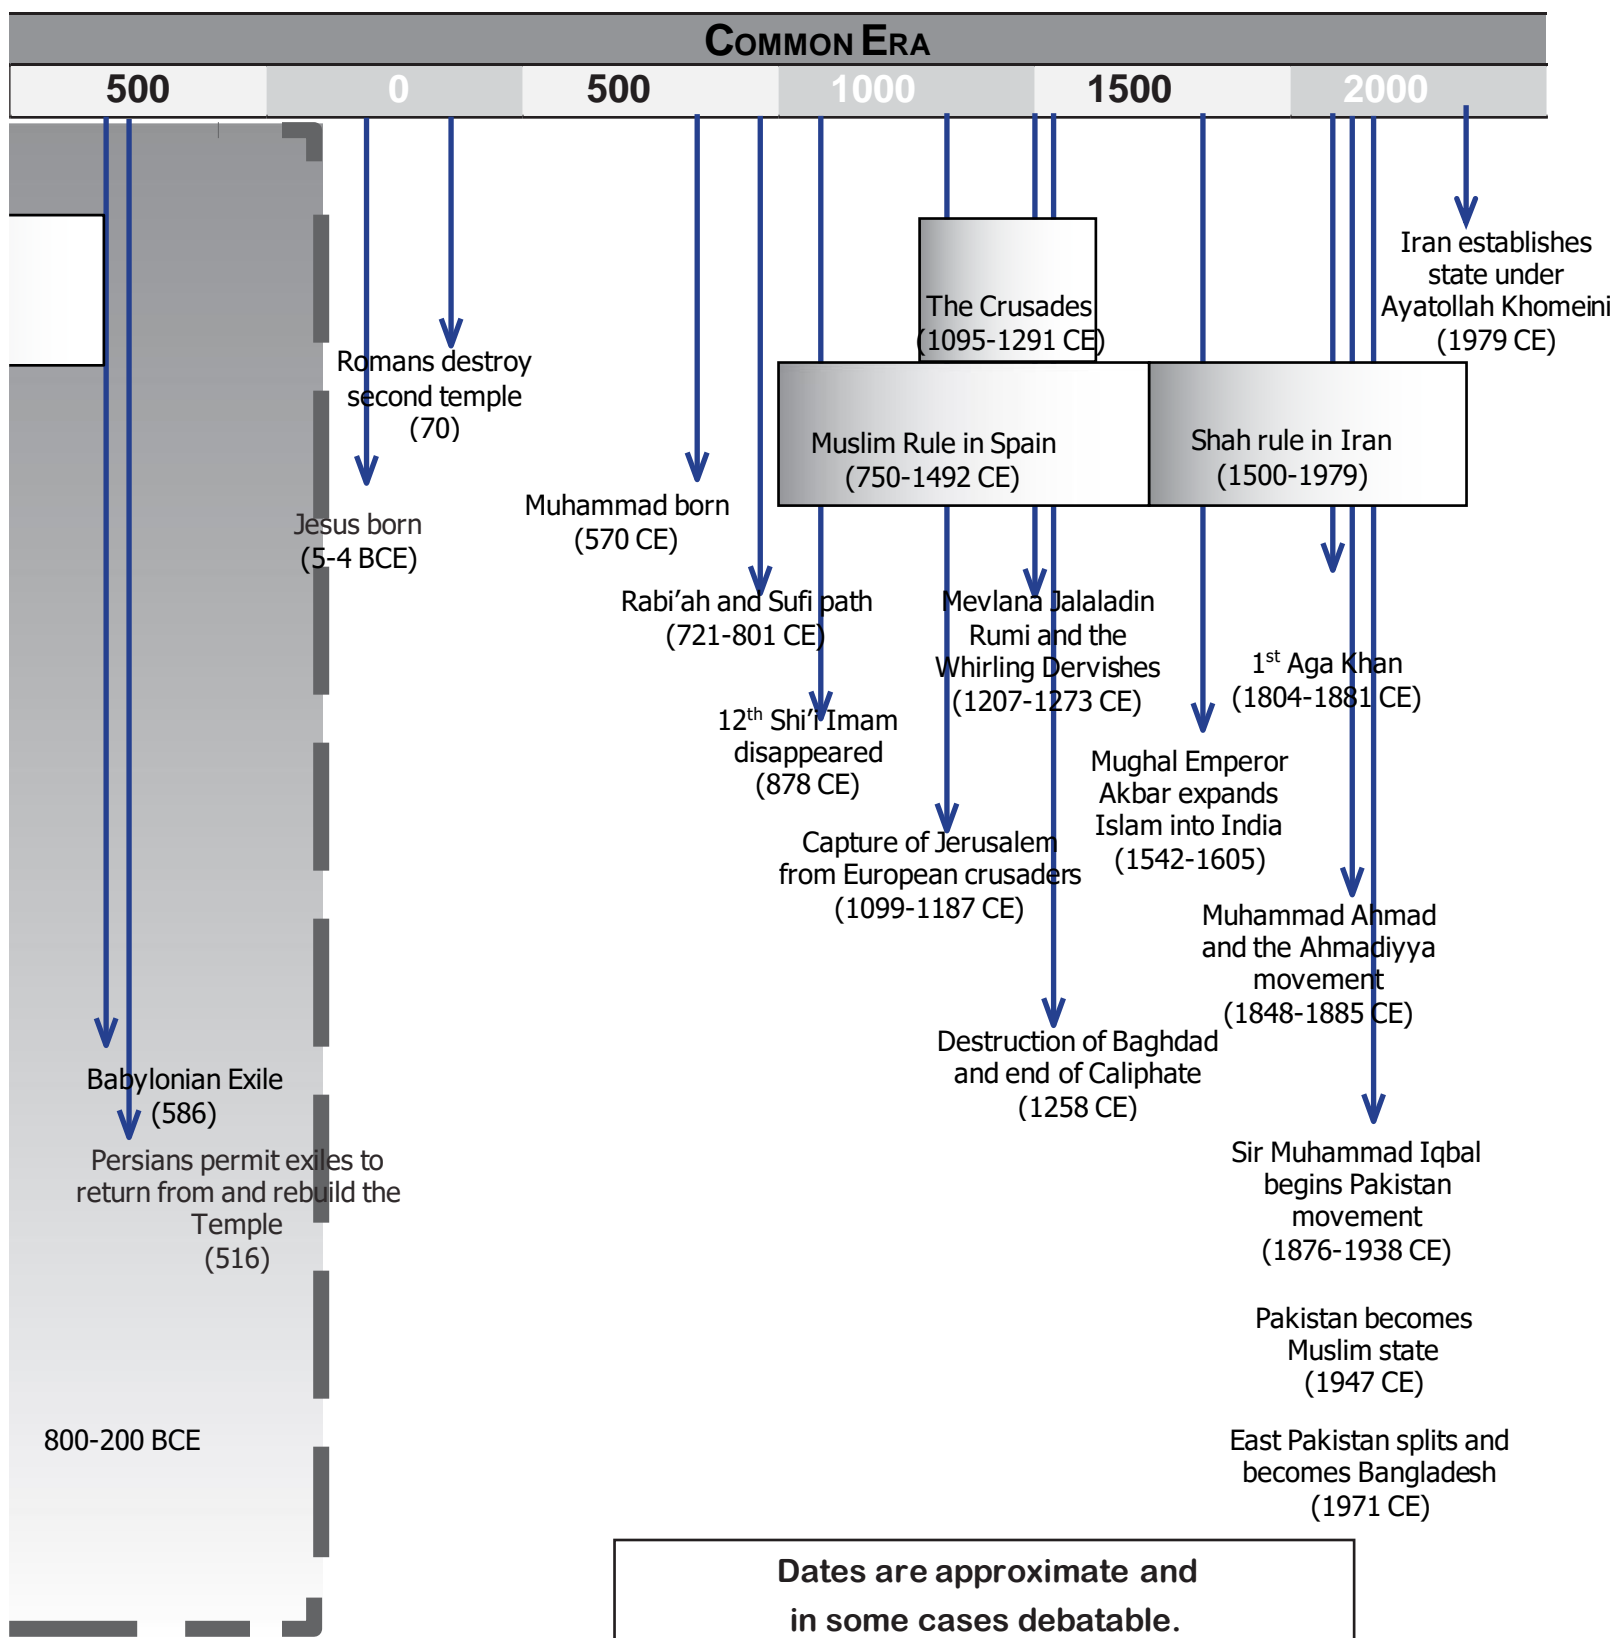 COMMON ERA
500 0 500 1000 1500 2000
Iran establishes
state under
Ayatollah Khomeini
(1979 CE)
The Crusades
(1095-1291 CE)
Romans destroy
second temple
(70)
Muslim Rule in Spain
(750-1492 CE)
Shah rule in Iran
(1500-1979)
Jesus born
(5-4 BCE)
Muhammad born
(570 CE)
Rabi’ah and Sufi path
(721-801 CE)
Mevlana Jalaladin
Rumi and the
Whirling Dervishes
(1207-1273 CE)
1st Aga Khan
(1804-1881 CE)
12th Shi’i Imam
disappeared
(878 CE)
Mughal Emperor
Akbar expands
Islam into India
(1542-1605)
Capture of Jerusalem
from European crusaders
(1099-1187 CE)
Muhammad Ahmad
and the Ahmadiyya
movement
(1848-1885 CE)
Destruction of Baghdad
and end of Caliphate
(1258 CE)
Babylonian Exile
(586)
Persians permit exiles to
return from and rebuild the
Temple
(516)
Sir Muhammad Iqbal
begins Pakistan
movement
(1876-1938 CE)
Pakistan becomes
Muslim state
(1947 CE)
800-200 BCE
East Pakistan splits and
becomes Bangladesh
(1971 CE)
Dates are approximate and
in some cases debatable.